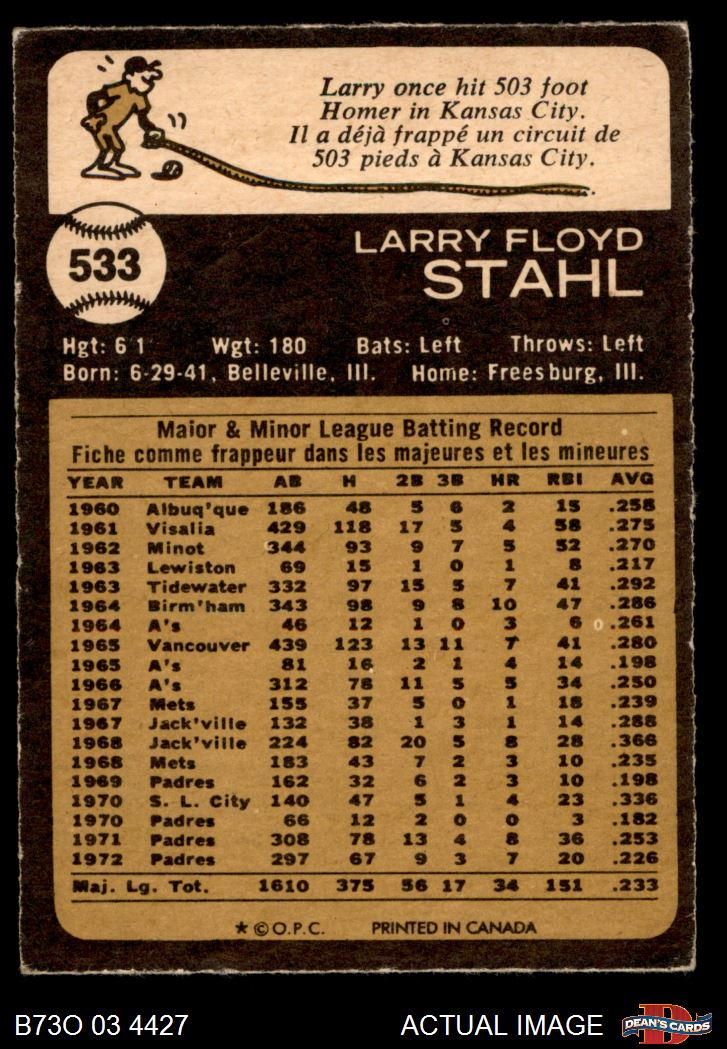 Larry once hit 503 foot
Homer in Kansas City.
Il a déjà frappé un circuit de
503 pieds à Kansas City.
533
LARRY FLOYD
STAHL
Hgt: 6 1 Wgt: 180 Bats: Left Throws: Left
Born: 6-29-41, Belleville, Ill. Home: Freesburg, Ill.
Major & Minor League Batting Record
Fiche comme frappeur dans les majeures et les mineures
YEAR TEAM AB H 2B 3B HR RBI AVG
1960 Albuq'que 186 48 5 6 2 15 .258
1961 Visalia 429 118 17 5 4 58 .275
1962 Minot 344 93 9 7 5 52 .270
1963 Lewiston 69 15 1 0 1 8 .217
1963 Tidewater 332 97 15 5 7 41 .292
1964 Birm'ham 343 98 9 8 10 47 .286
1964 A's 46 12 1 0 3 6 .261
1965 Vancouver 439 123 13 11 7 41 .280
1965 A's 81 16 2 1 4 14 .198
1966 A's 312 78 11 5 5 34 .250
1967 Mets 155 37 5 0 1 18 .239
1967 Jack'ville 132 38 1 3 1 14 .288
1968 Jack'ville 224 82 20 5 8 28 .366
1968 Mets 183 43 7 2 3 10 .235
1969 Padres 162 32 6 2 3 10 .198
1970 S. L. City 140 47 5 1 4 23 .336
1970 Padres 66 12 2 0 0 3 .182
1971 Padres 308 78 13 4 8 36 .253
1972 Padres 297 67 9 3 7 20 .226
Maj. Lg. Tot. 1610 375 56 17 34 151 .233
★ © O.P.C. PRINTED IN CANADA
B73O 03 4427 ACTUAL IMAGE D DEAN'S CARDS